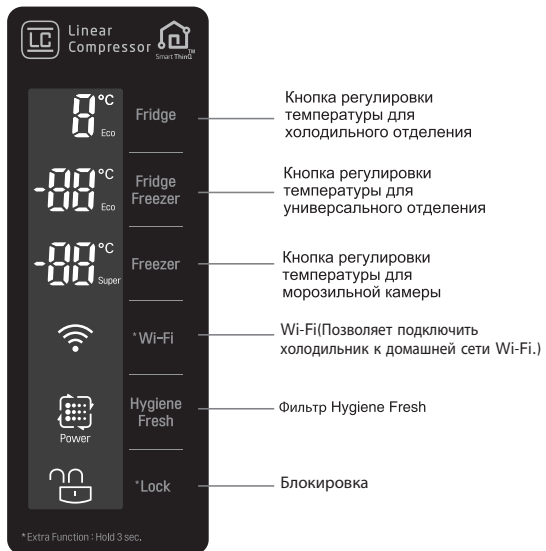 LC
Linear
Compressor
Smart ThinQ™
8 °C
Eco
Fridge
Кнопка регулировки
температуры для
холодильного отделения
-88 °C
Eco
Fridge
Freezer
Кнопка регулировки
температуры для
универсального отделения
-88 °C
Super
Freezer
Кнопка регулировки
температуры для
морозильной камеры
*Wi-Fi
Wi-Fi(Позволяет подключить
холодильник к домашней сети Wi-Fi.)
Power
Hygiene
Fresh
Фильтр Hygiene Fresh
*Lock
Блокировка
*Extra Function : Hold 3 sec.